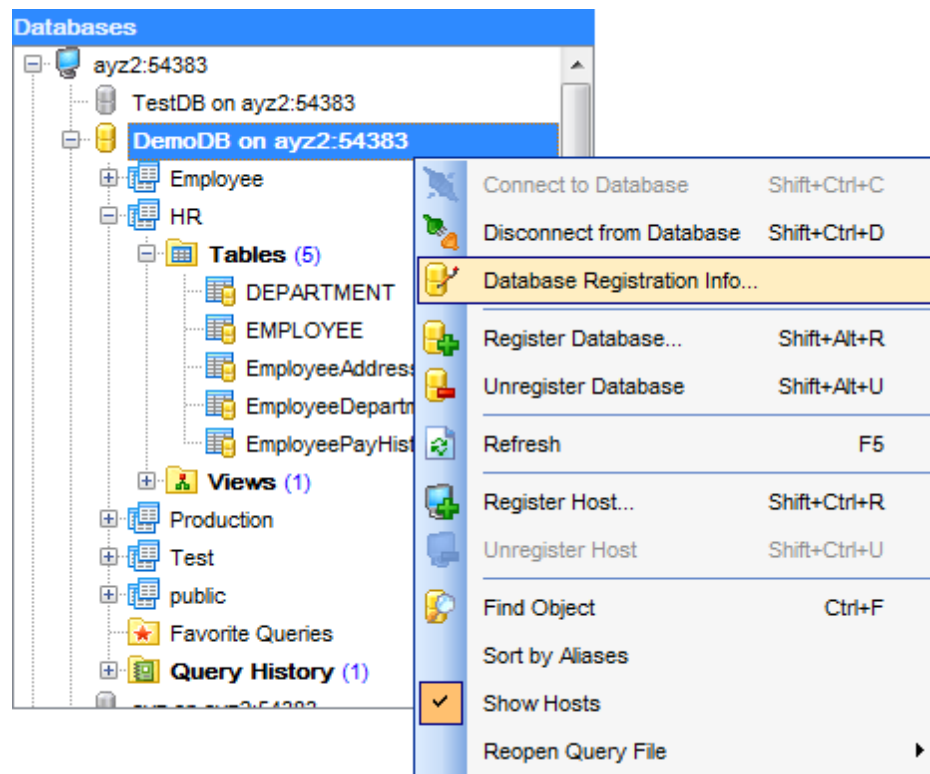 Databases
ayz2:54383
TestDB on ayz2:54383
DemoDB on ayz2:54383
Employee
HR
Tables (5)
DEPARTMENT
EMPLOYEE
EmployeeAddress
EmployeeDepartm
EmployeePayHist
Views (1)
Production
Test
public
Favorite Queries
Query History (1)
Connect to Database Shift+Ctrl+C
Disconnect from Database Shift+Ctrl+D
Database Registration Info...
Register Database... Shift+Alt+R
Unregister Database Shift+Alt+U
Refresh F5
Register Host... Shift+Ctrl+R
Unregister Host Shift+Ctrl+U
Find Object Ctrl+F
Sort by Aliases
Show Hosts
Reopen Query File